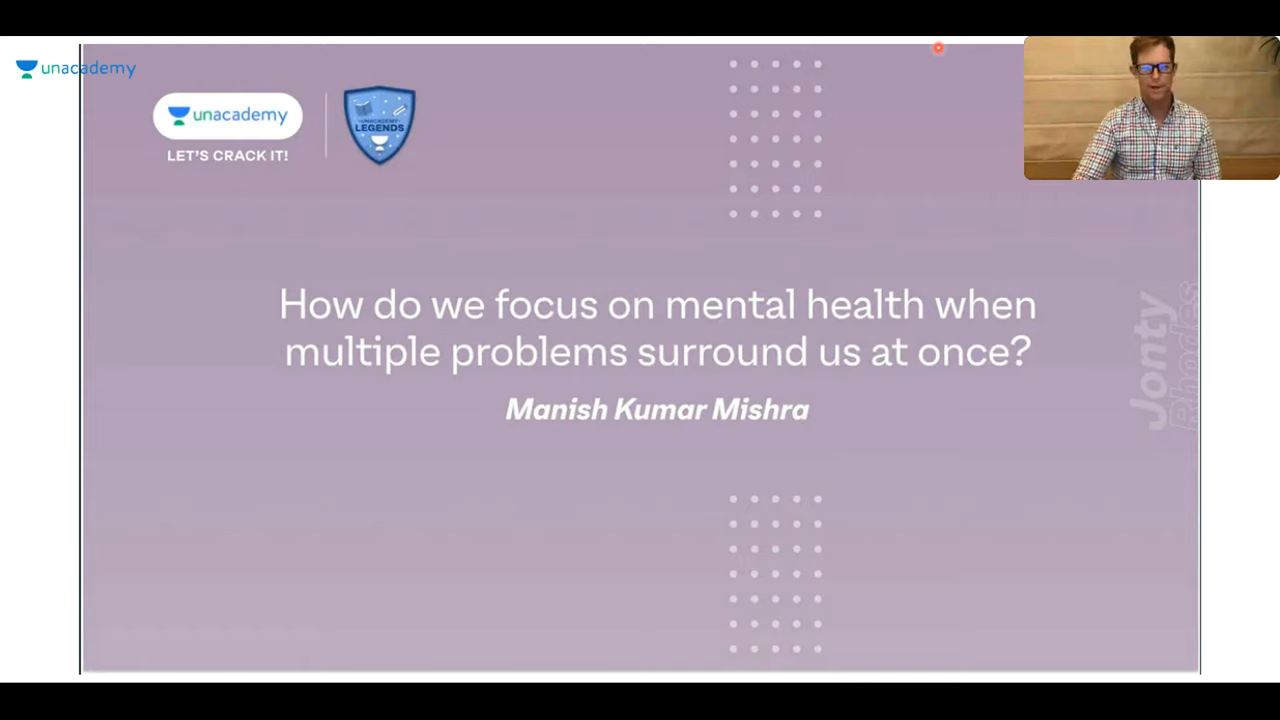 unacademy
unacademy
LET'S CRACK IT!
UNACADEMY
LEGENDS
How do we focus on mental health when
multiple problems surround us at once?
Manish Kumar Mishra
Jonty
Rhodes